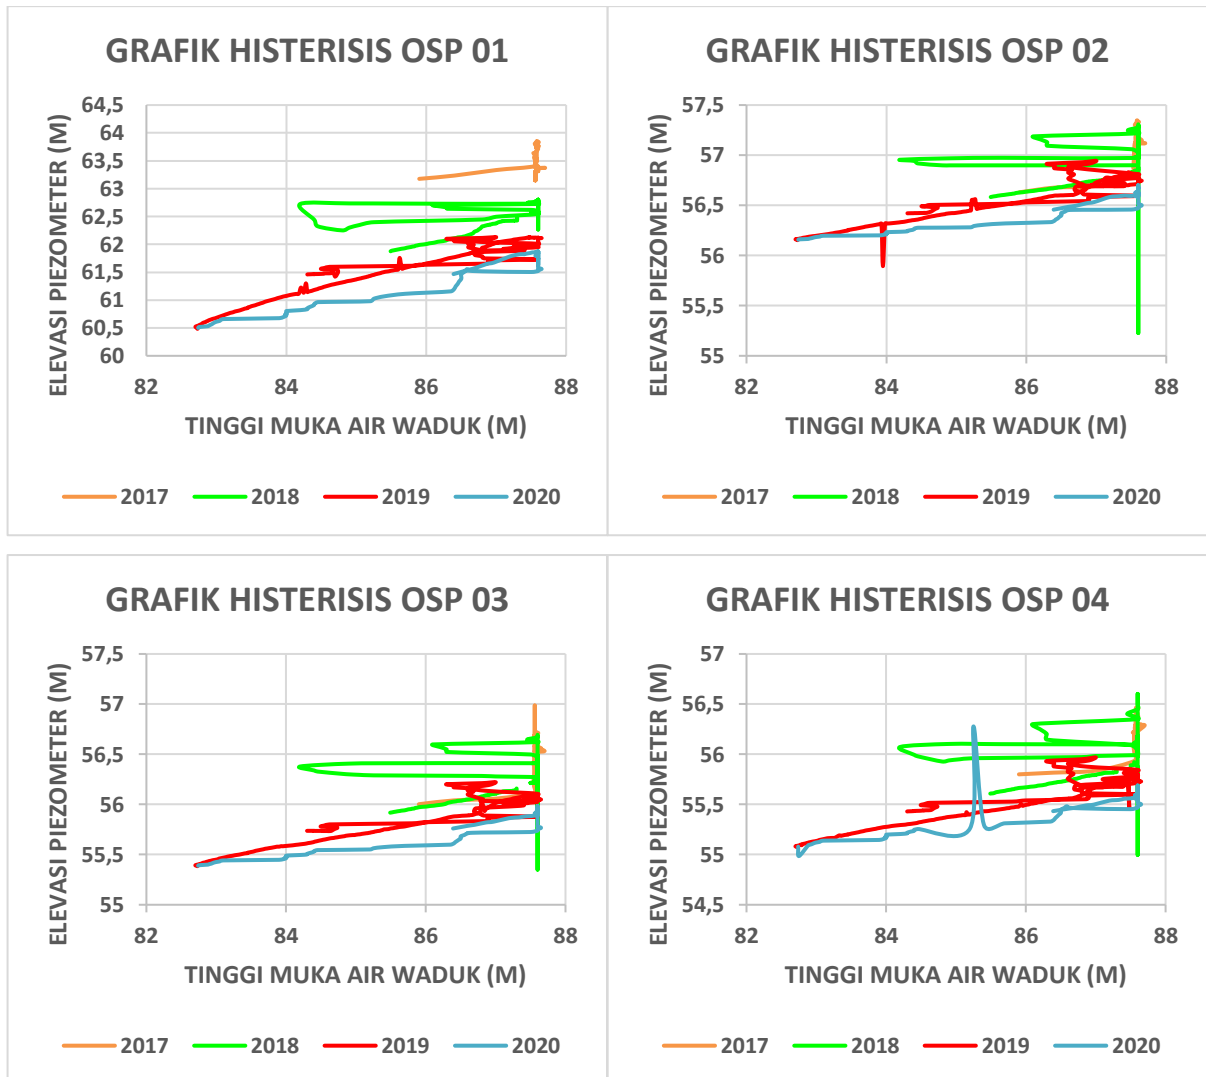 GRAFIK HISTERISIS OSP 01
ELEVASI PIEZOMETER (M)
64,5
64
63,5
63
62,5
62
61,5
61
60,5
60
82 84 86 88
TINGGI MUKA AIR WADUK (M)
2017 2018 2019 2020
GRAFIK HISTERISIS OSP 02
ELEVASI PIEZOMETER (M)
57,5
57
56,5
56
55,5
55
82 84 86 88
TINGGI MUKA AIR WADUK (M)
2017 2018 2019 2020
GRAFIK HISTERISIS OSP 03
ELEVASI PIEZOMETER (M)
57,5
57
56,5
56
55,5
55
82 84 86 88
TINGGI MUKA AIR WADUK (M)
2017 2018 2019 2020
GRAFIK HISTERISIS OSP 04
ELEVASI PIEZOMETER (M)
57
56,5
56
55,5
55
54,5
82 84 86 88
TINGGI MUKA AIR WADUK (M)
2017 2018 2019 2020